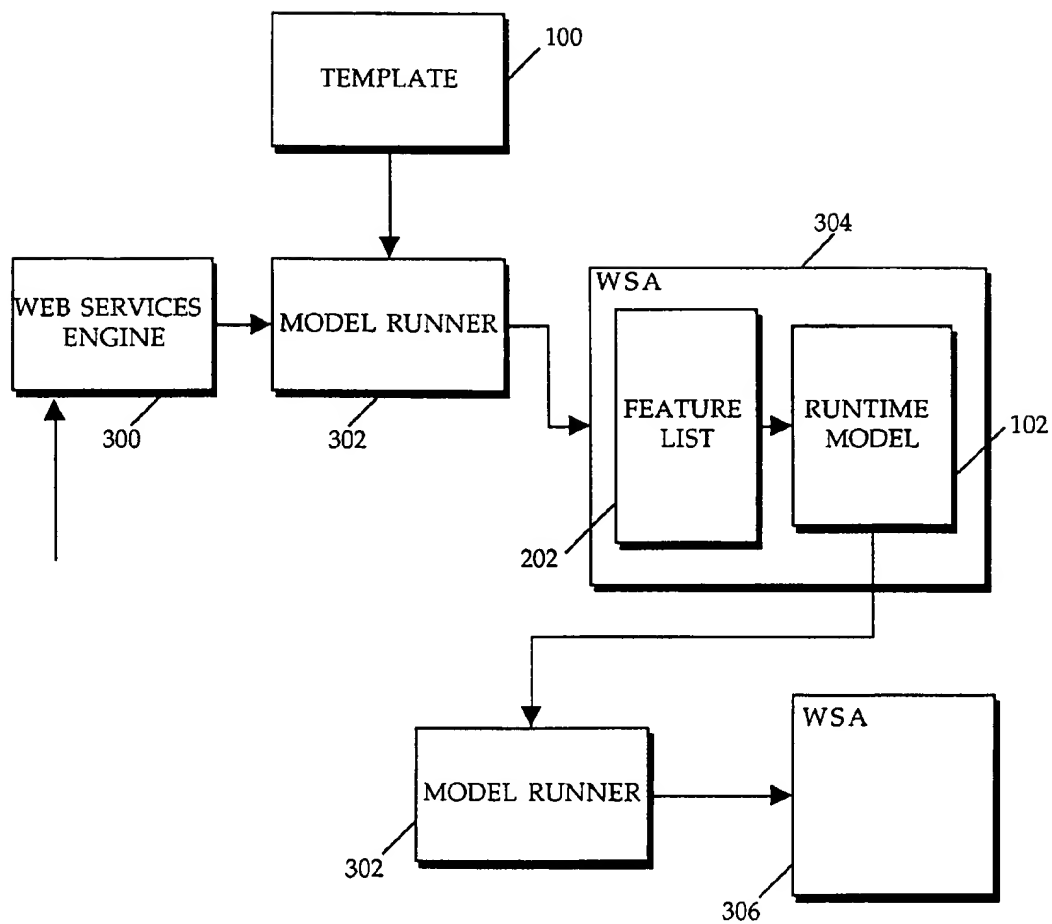 100
TEMPLATE
304
WSA
WEB SERVICES
ENGINE
MODEL RUNNER
FEATURE
LIST
RUNTIME
MODEL
102
300
302
202
WSA
MODEL RUNNER
302
306